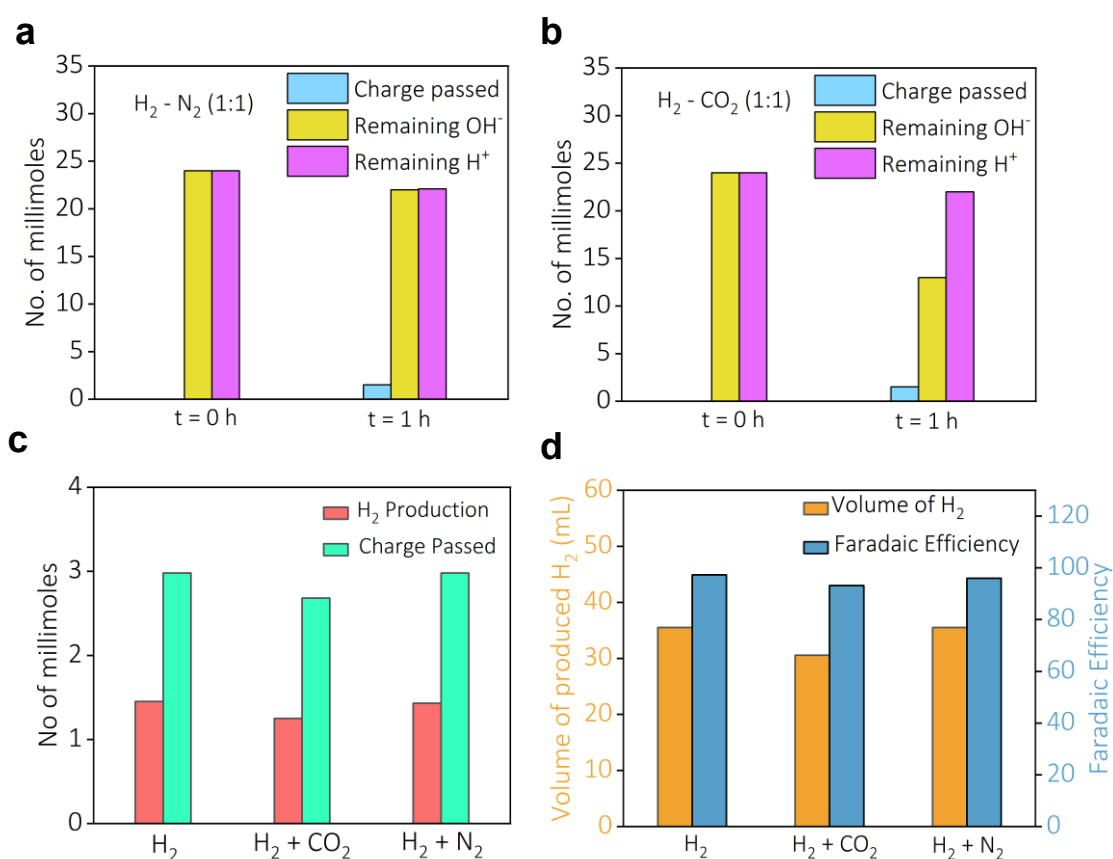 a
35
30
25
20
15
10
5
0
No. of millimoles
H₂ - N₂ (1:1)
Charge passed
Remaining OH⁻
Remaining H⁺
t = 0 h
t = 1 h
b
35
30
25
20
15
10
5
0
No. of millimoles
H₂ - CO₂ (1:1)
Charge passed
Remaining OH⁻
Remaining H⁺
t = 0 h
t = 1 h
c
4
3
2
1
0
No of millimoles
H₂ Production
Charge Passed
H₂
H₂ + CO₂
H₂ + N₂
d
60
50
40
30
20
10
0
Volume of produced H₂ (mL)
Volume of H₂
Faradaic Efficiency
120
100
80
60
40
20
0
Faradaic Efficiency
H₂
H₂ + CO₂
H₂ + N₂